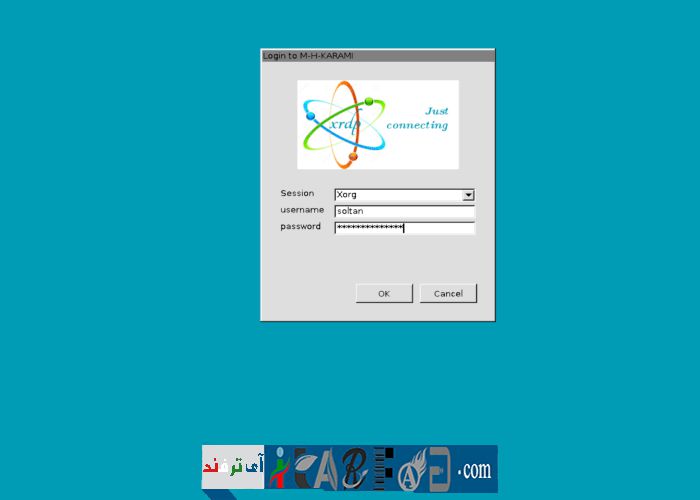 Login to M-H-KARAMI
xrdp
Just
connecting
Session Xorg
username soltan
password **************
OK Cancel
آی ترفند
.com